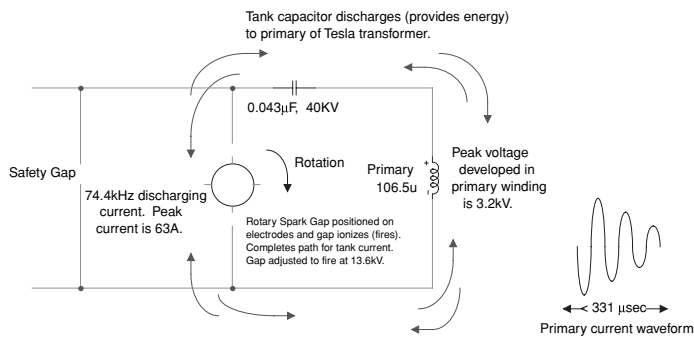 Tank capacitor discharges (provides energy)
to primary of Tesla transformer.
0.043µF, 40KV
Safety Gap
Rotation
Primary
106.5u
+
-
Peak voltage
developed in
primary winding
is 3.2kV.
74.4kHz discharging
current. Peak
current is 63A.
Rotary Spark Gap positioned on
electrodes and gap ionizes (fires).
Completes path for tank current.
Gap adjusted to fire at 13.6kV.
< 331 µsec
Primary current waveform